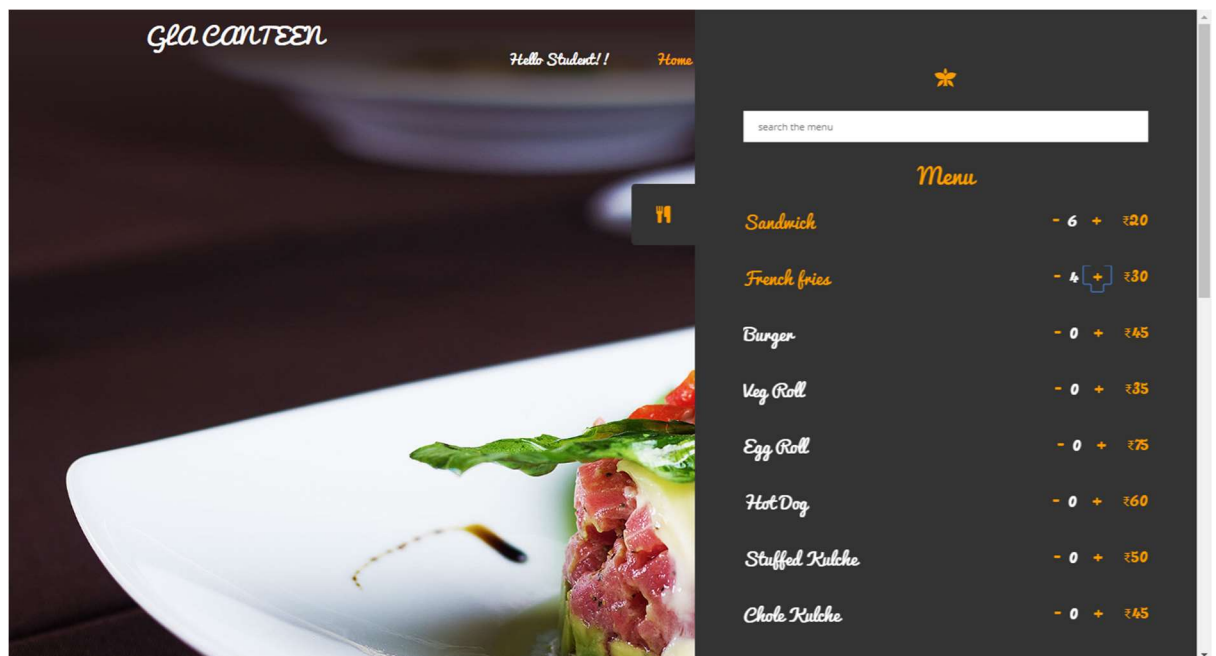 GLA CANTEEN
Hello Student!! Home
search the menu
Menu
Sandwich - 6 + ₹20
French fries - 4 + ₹30
Burger - 0 + ₹45
Veg Roll - 0 + ₹35
Egg Roll - 0 + ₹75
Hot Dog - 0 + ₹60
Stuffed Kulche - 0 + ₹50
Chole Kulche - 0 + ₹45